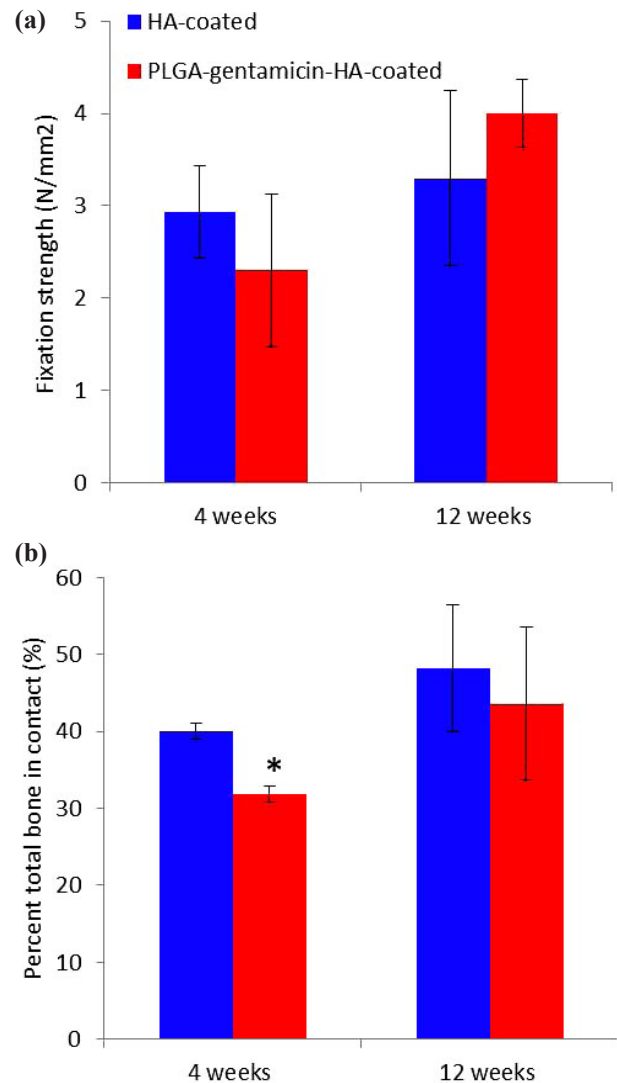 (a)
HA-coated
PLGA-gentamicin-HA-coated
Fixation strength (N/mm2)
5
4
3
2
1
0
4 weeks
12 weeks
(b)
Percent total bone in contact (%)
60
50
40
30
20
10
0
*
4 weeks
12 weeks